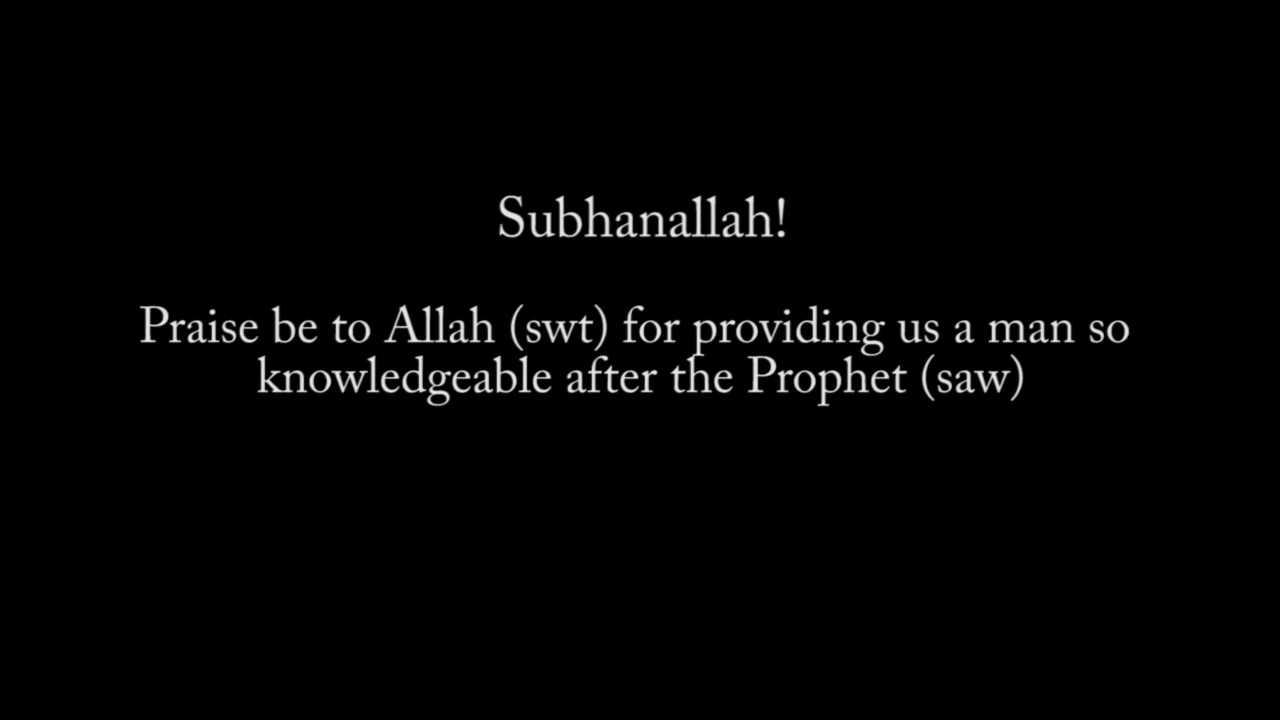 Subhanallah!
Praise be to Allah (swt) for providing us a man so
knowledgeable after the Prophet (saw)